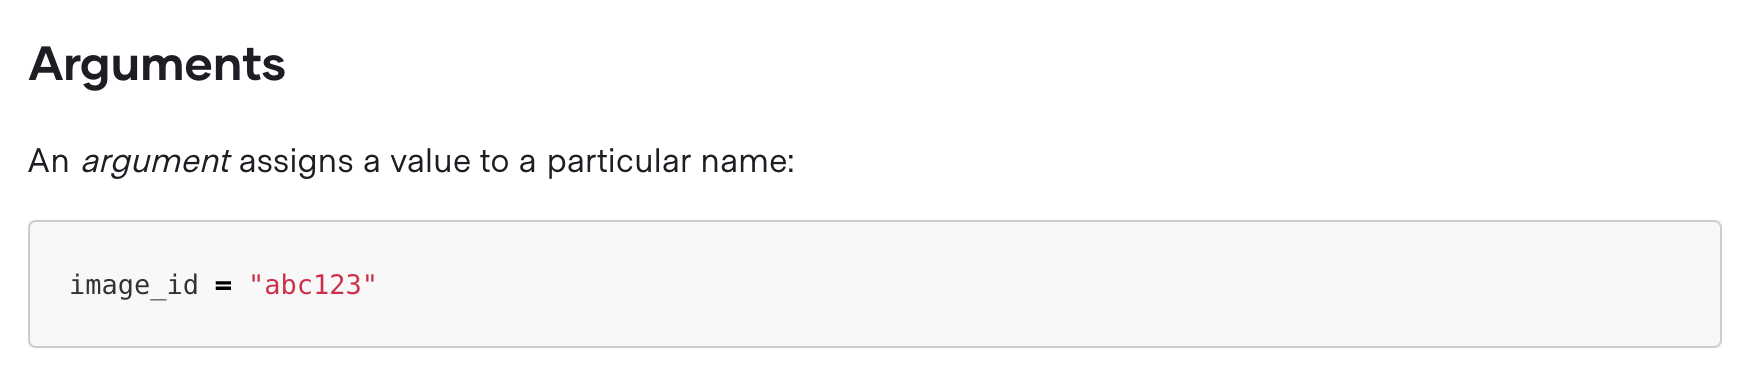 Arguments
An argument assigns a value to a particular name:
image_id = "abc123"